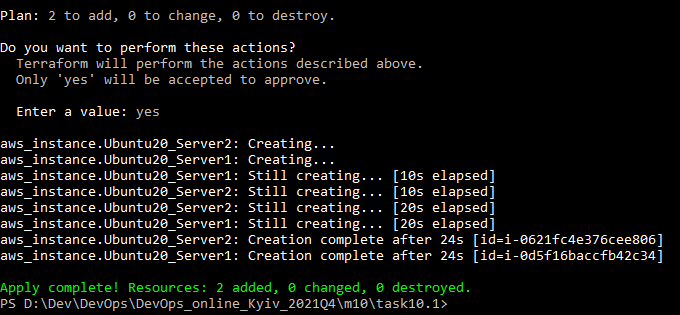 Plan: 2 to add, 0 to change, 0 to destroy.
Do you want to perform these actions?
Terraform will perform the actions described above.
Only 'yes' will be accepted to approve.
Enter a value: yes
aws_instance.Ubuntu20_Server2: Creating...
aws_instance.Ubuntu20_Server1: Creating...
aws_instance.Ubuntu20_Server1: Still creating... [10s elapsed]
aws_instance.Ubuntu20_Server2: Still creating... [10s elapsed]
aws_instance.Ubuntu20_Server2: Still creating... [20s elapsed]
aws_instance.Ubuntu20_Server1: Still creating... [20s elapsed]
aws_instance.Ubuntu20_Server2: Creation complete after 24s [id=i-0621fc4e376cee806]
aws_instance.Ubuntu20_Server1: Creation complete after 24s [id=i-0d5f16baccfb42c34]
Apply complete! Resources: 2 added, 0 changed, 0 destroyed.
PS D:\Dev\DevOps\DevOps_online_Kyiv_2021Q4\m10\task10.1>